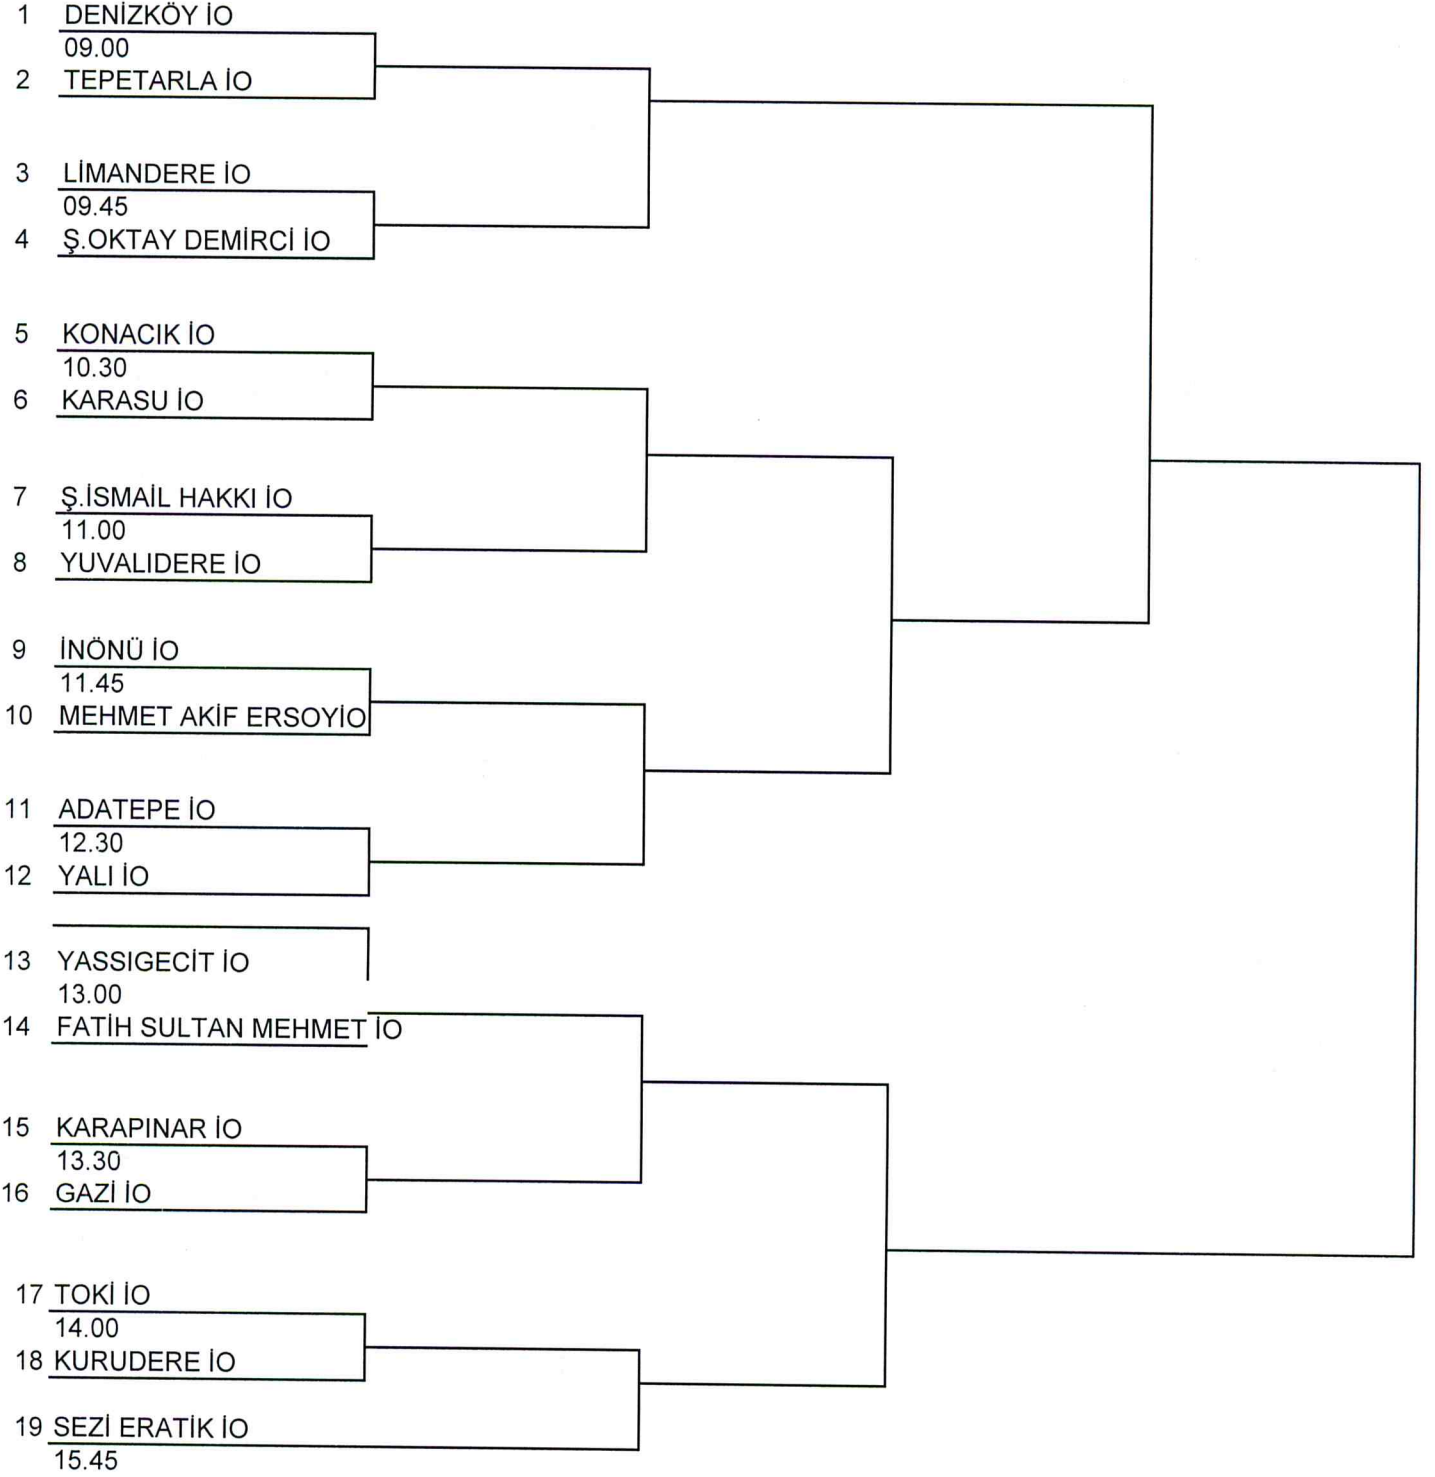 1 DENİZKÖY İO
09.00
2 TEPETARLA İO
3 LİMANDERE İO
09.45
4 Ş.OKTAY DEMİRCİ İO
5 KONACIK İO
10.30
6 KARASU İO
7 Ş.İSMAİL HAKKI İO
11.00
8 YUVALIDERE İO
9 İNÖNÜ İO
11.45
10 MEHMET AKİF ERSOYİO
11 ADATEPE İO
12.30
12 YALI İO
13 YASSIGECİT İO
13.00
14 FATİH SULTAN MEHMET İO
15 KARAPINAR İO
13.30
16 GAZİ İO
17 TOKİ İO
14.00
18 KURUDERE İO
19 SEZİ ERATİK İO
15.45